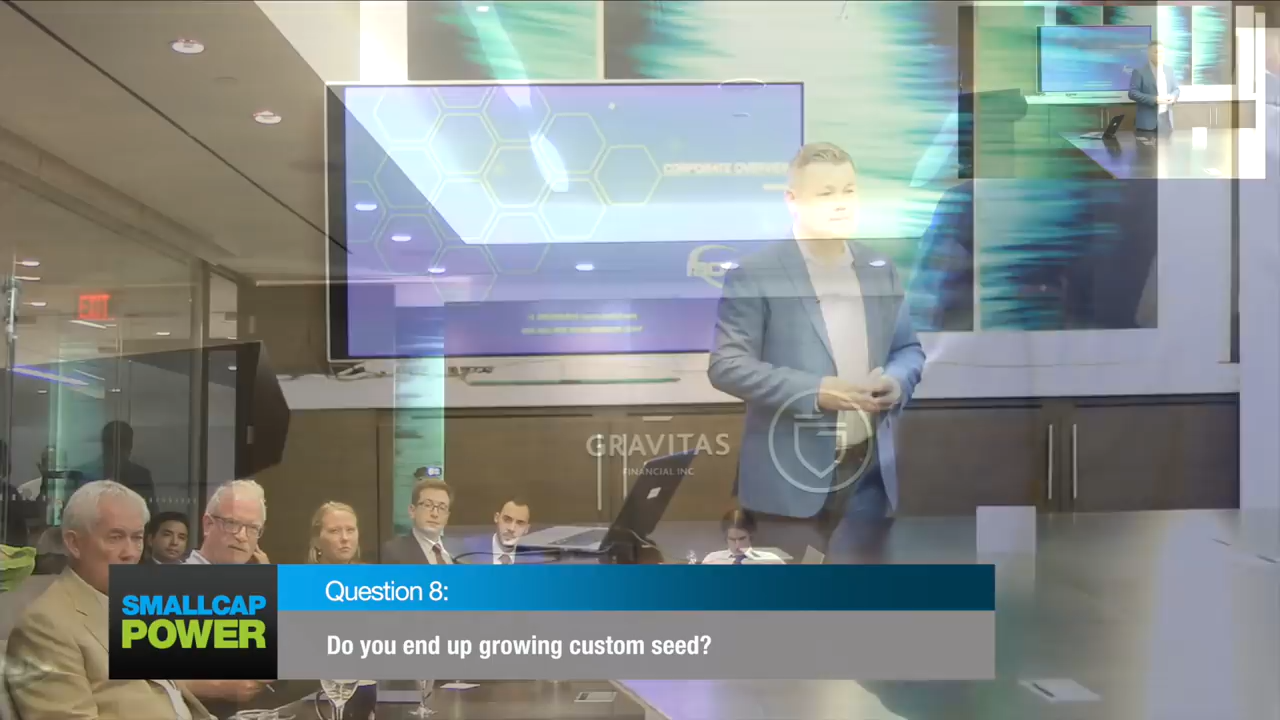 CORPORATE OVERVIEW
EXIT
GRAVITAS
FINANCIAL INC
SMALLCAP
POWER
Question 8:
Do you end up growing custom seed?